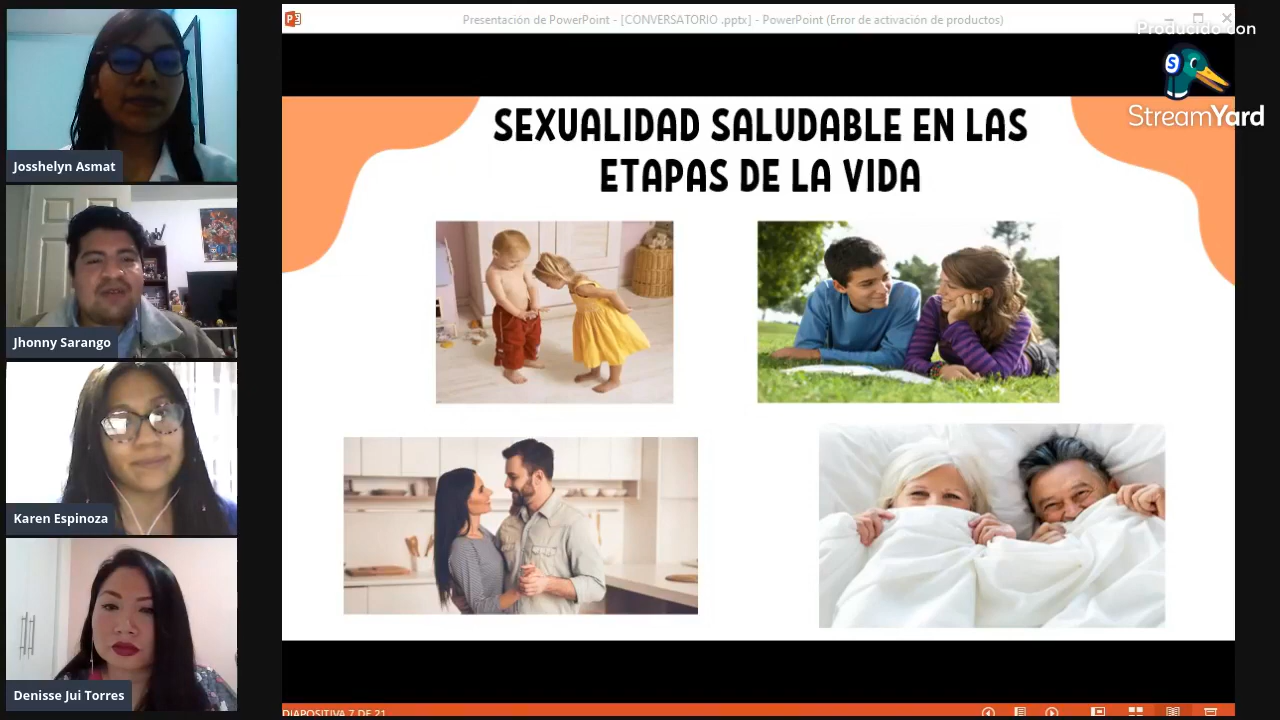 Presentación de PowerPoint - [CONVERSATORIO .pptx] - PowerPoint (Error de activación de productos)
Producido con
StreamYard
SEXUALIDAD SALUDABLE EN LAS
ETAPAS DE LA VIDA
Josshelyn Asmat
Jhonny Sarango
Karen Espinoza
Denisse Jui Torres
DIAPOSITIVA 7 DE 21